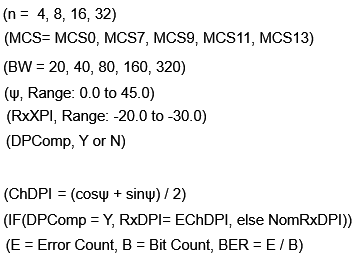 (n =  4, 8, 16, 32)
(MCS= MCS0, MCS7, MCS9, MCS11, MCS13)
(BW = 20, 40, 80, 160, 320)
(ψ, Range: 0.0 to 45.0)
(RxXPI, Range: -20.0 to -30.0)
(DPComp, Y or N)
(ChDPI = (cosψ + sinψ) / 2)
(IF(DPComp = Y, RxDPI= EChDPI, else NomRxDPI))
(E = Error Count, B = Bit Count, BER = E / B)